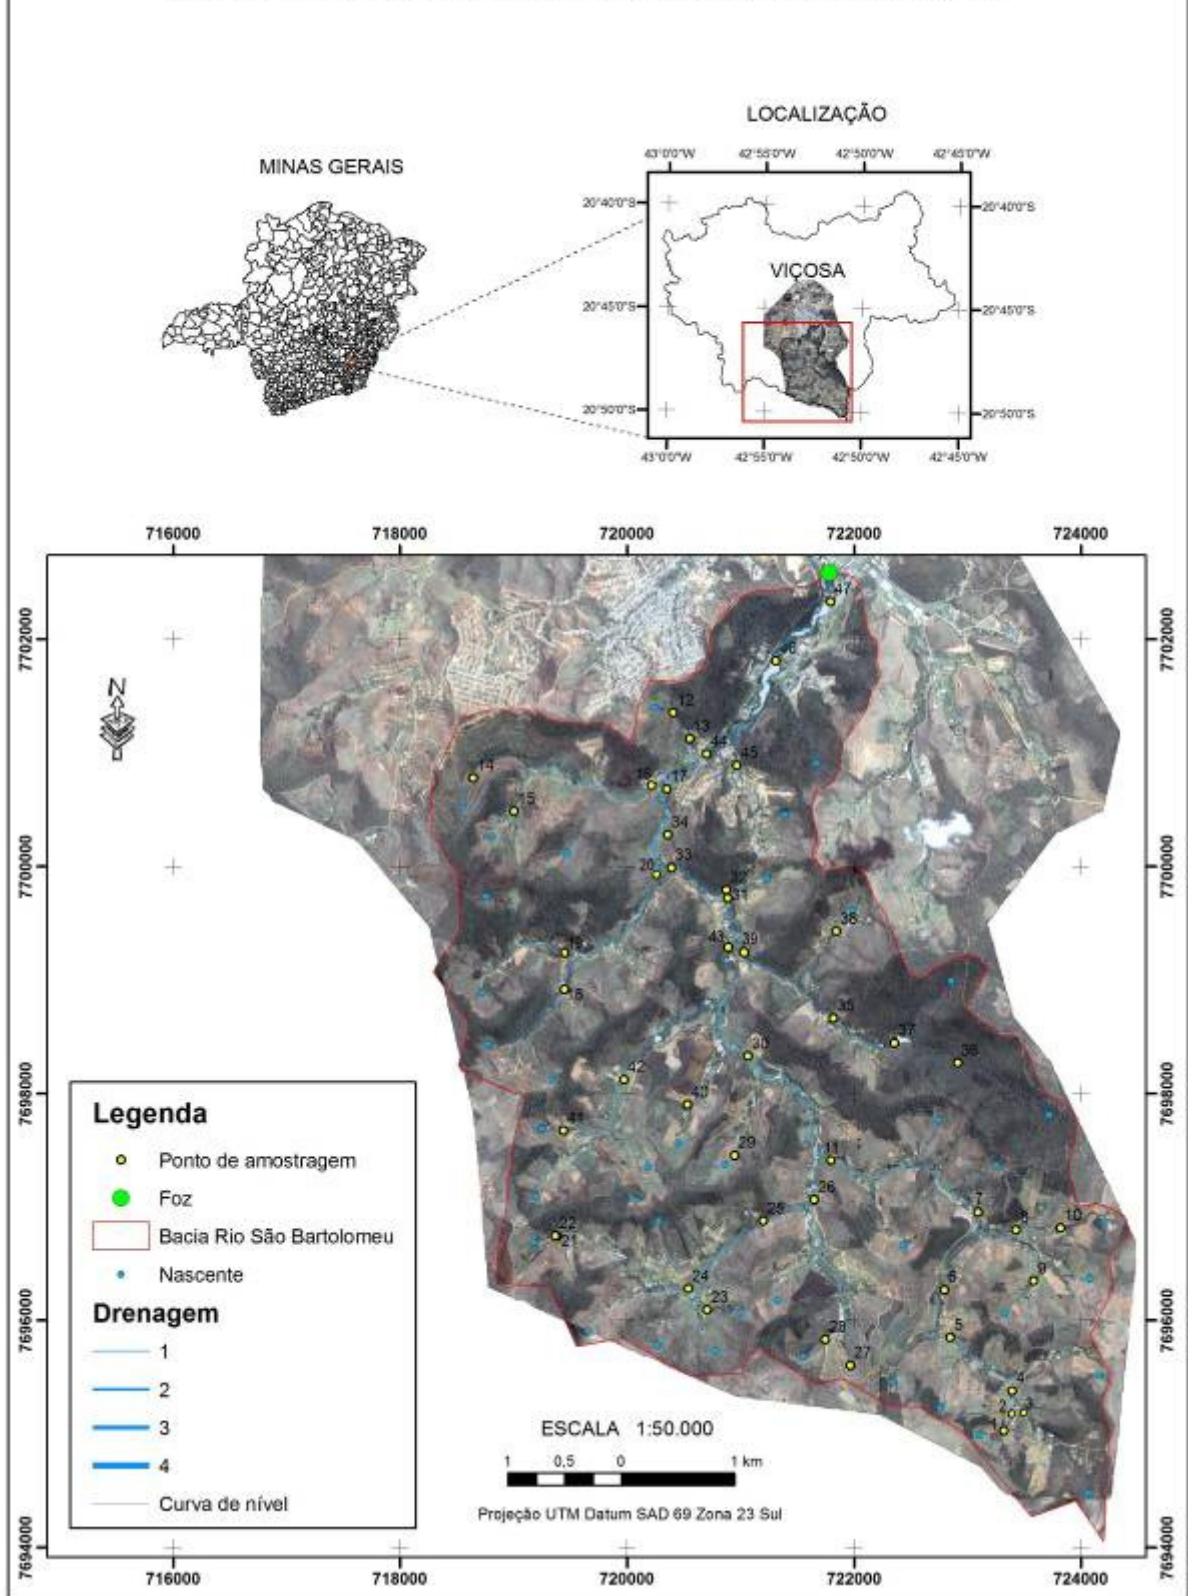 LOCALIZAÇÃO
MINAS GERAIS
43°0'0"W 42°55'0"W 42°50'0"W 42°45'0"W
20°40'0"S 20°40'0"S
VIÇOSA
20°45'0"S 20°45'0"S
20°50'0"S 20°50'0"S
43°0'0"W 42°55'0"W 42°50'0"W 42°45'0"W
716000 718000 720000 722000 724000
47
7702000 7702000
N
12
13
44
45
14
17
15
34
33
20
7700000 7700000
32
31
38
43 39
35
37
36
30
42
7698000 7698000
40
41
29
11
26
7
8 10
25
22
21
9
24
6
23
7696000 7696000
5
28
27
4
2 3
1
Legenda
Ponto de amostragem
Foz
Bacia Rio São Bartolomeu
Nascente
Drenagem
1
2
3
4
Curva de nível
ESCALA 1:50.000
1 0,5 0 1 km
Projeção UTM Datum SAD 69 Zona 23 Sul
7694000 7694000
716000 718000 720000 722000 724000